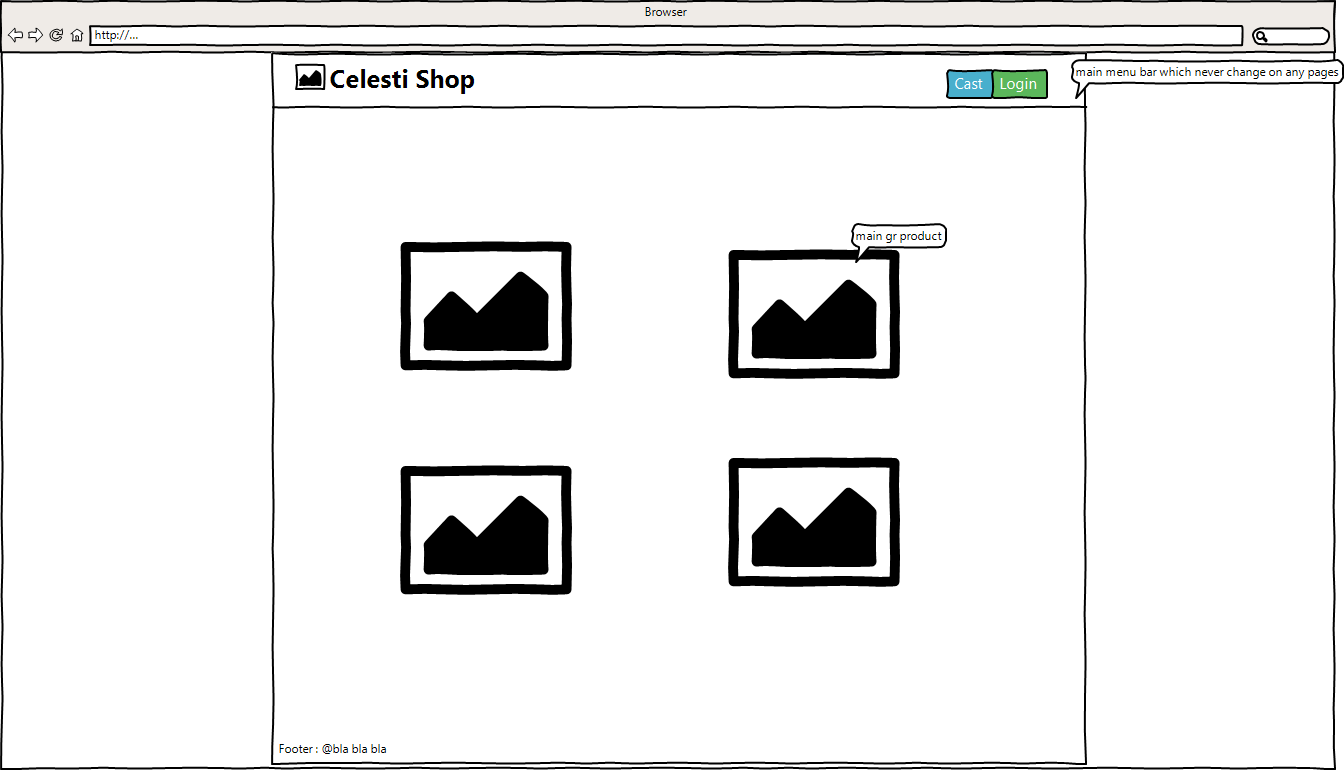 Browser
http://...
Celesti Shop
Cast
Login
main menu bar which never change on any pages
main gr product
Footer : @bla bla bla